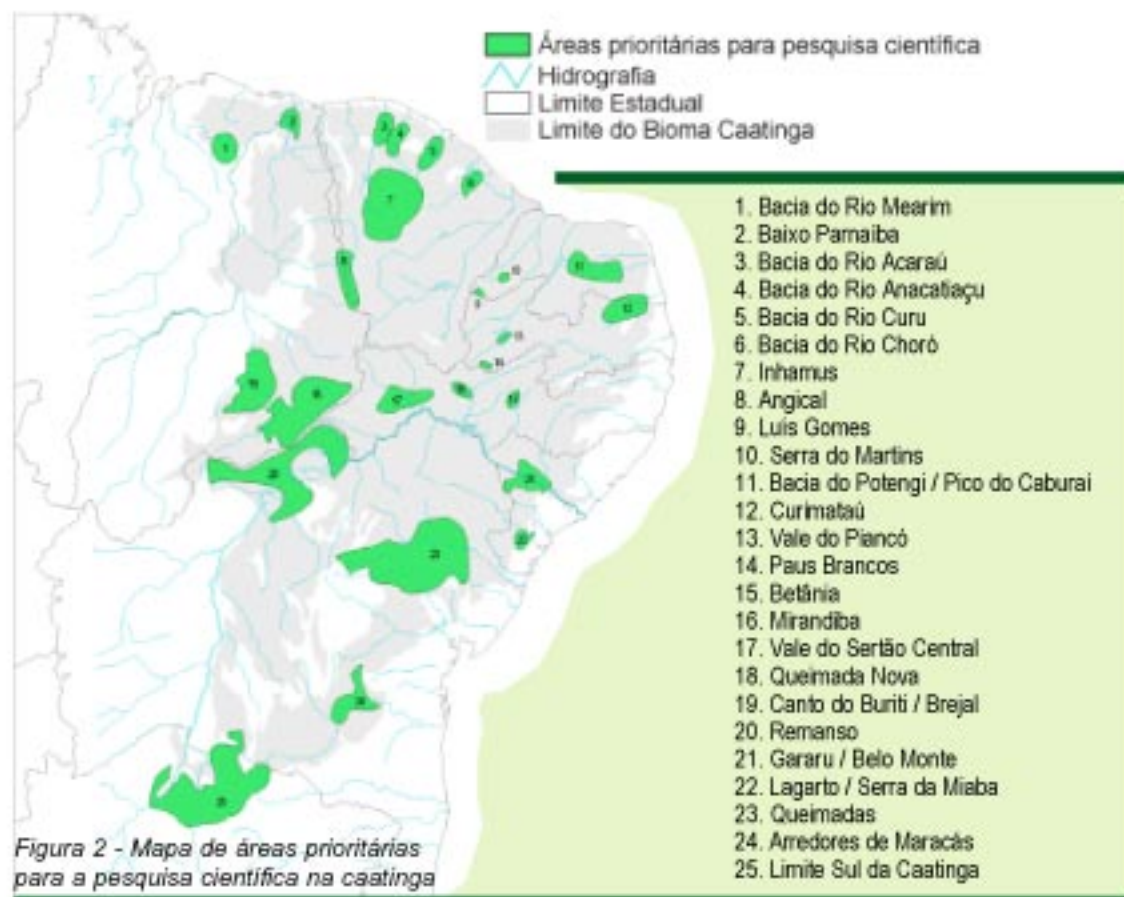 Áreas prioritárias para pesquisa científica
Hidrografia
Limite Estadual
Limite do Bioma Caatinga
1. Bacia do Rio Mearim
2. Baixo Parnaiba
3. Bacia do Rio Acaraú
4. Bacia do Rio Anacatiaçu
5. Bacia do Rio Curu
6. Bacia do Rio Choró
7. Inhamus
8. Angical
9. Luis Gomes
10. Serra do Martins
11. Bacia do Potengi / Pico do Caburai
12. Curimataú
13. Vale do Piancó
14. Paus Brancos
15. Betânia
16. Mirandiba
17. Vale do Sertão Central
18. Queimada Nova
19. Canto do Buriti / Brejal
20. Remanso
21. Gararu / Belo Monte
22. Lagarto / Serra da Miaba
23. Queimadas
24. Arredores de Maracás
25. Limite Sul da Caatinga
Figura 2 - Mapa de áreas prioritárias
para a pesquisa científica na caatinga